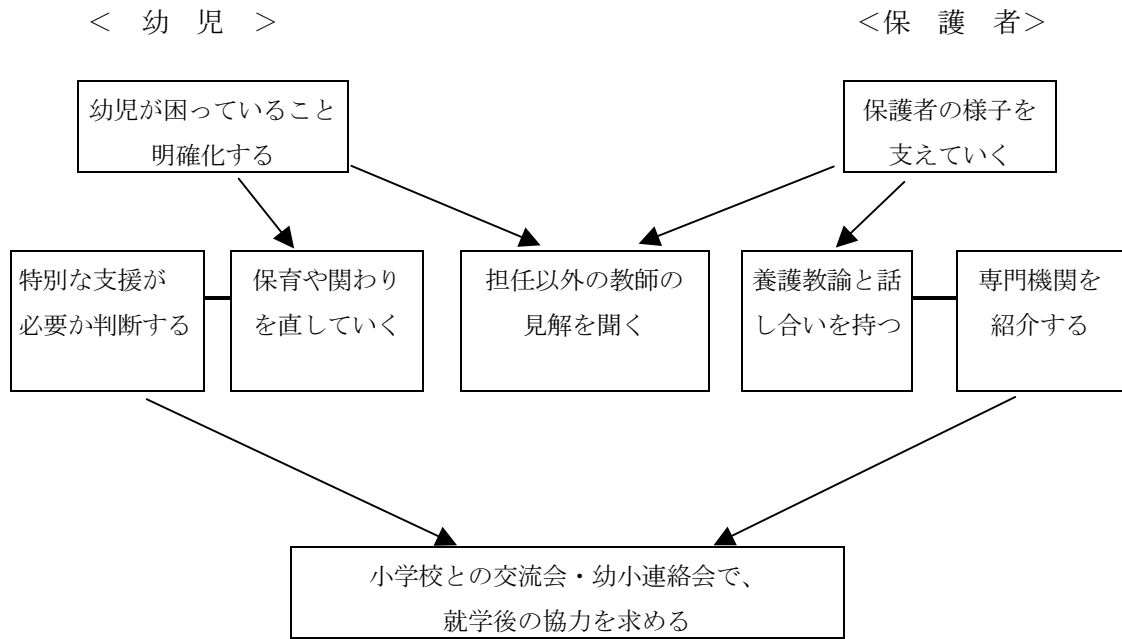 < 幼 児 >
<保 護 者>
幼児が困っていること
明確化する
保護者の様子を
支えていく
特別な支援が
必要か判断する
保育や関わり
を直していく
担任以外の教師の
見解を聞く
養護教諭と話
し合いを持つ
専門機関を
紹介する
小学校との交流会・幼小連絡会で、
就学後の協力を求める